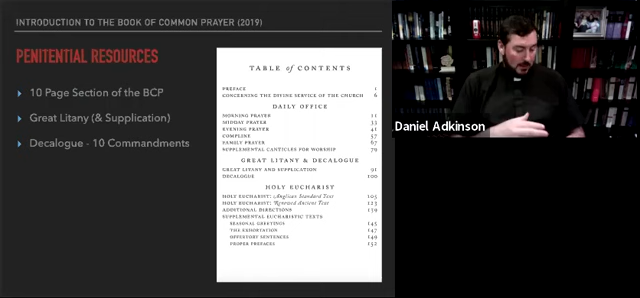 INTRODUCTION TO THE BOOK OF COMMON PRAYER (2019)
PENITENTIAL RESOURCES
10 Page Section of the BCP
Great Litany (& Supplication)
Decalogue - 10 Commandments
TABLE of CONTENTS
PREFACE 1
CONCERNING THE DIVINE SERVICE OF THE CHURCH 6
DAILY OFFICE
MORNING PRAYER 11
MIDDAY PRAYER 33
EVENING PRAYER 41
COMPLINE 57
FAMILY PRAYER 67
SUPPLEMENTAL CANTICLES FOR WORSHIP 79
GREAT LITANY & DECALOGUE
GREAT LITANY AND SUPPLICATION 91
DECALOGUE 100
HOLY EUCHARIST
HOLY EUCHARIST: Anglican Standard Text 105
HOLY EUCHARIST: Renewed Ancient Text 123
ADDITIONAL DIRECTIONS 139
SUPPLEMENTAL EUCHARISTIC TEXTS
SEASONAL GREETINGS 145
THE EXHORTATION 147
OFFERTORY SENTENCES 149
PROPER PREFACES 152
Daniel Adkinson